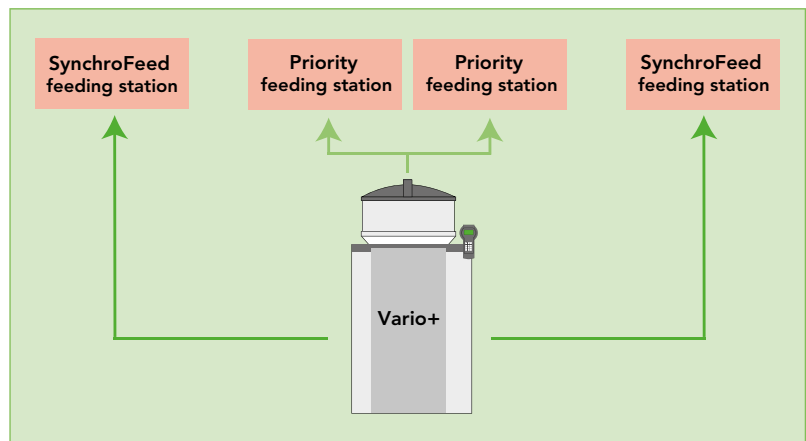 SynchroFeed
feeding station
Priority
feeding station
Priority
feeding station
SynchroFeed
feeding station
Vario+